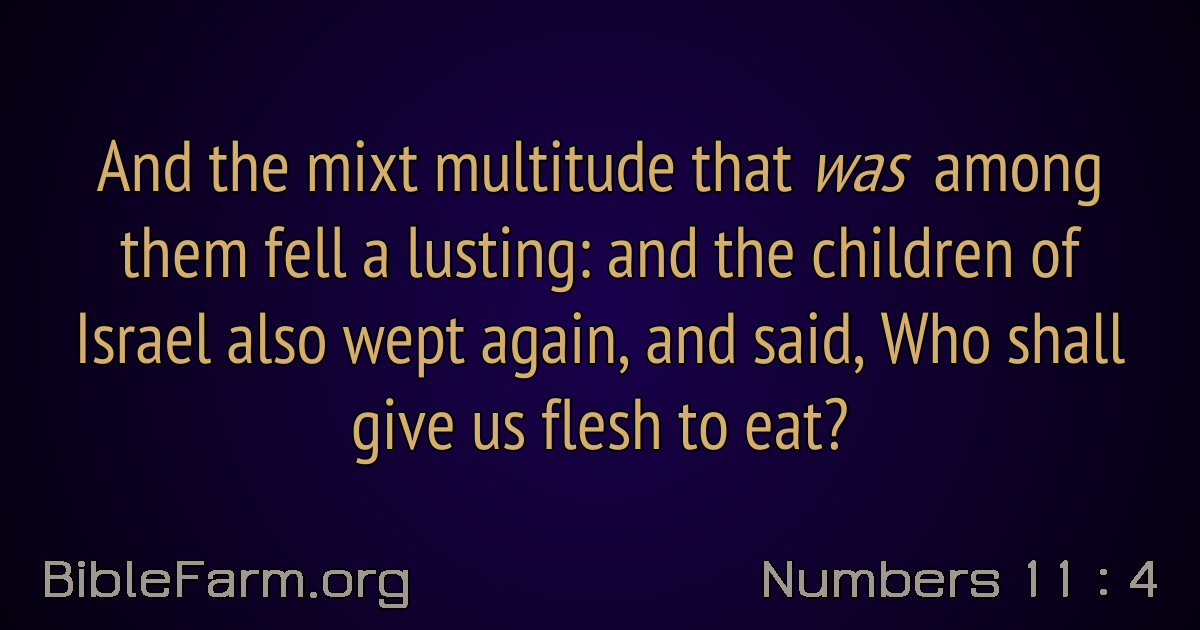 And the mixt multitude that was among
them fell a lusting: and the children of
Israel also wept again, and said, Who shall
give us flesh to eat?
BibleFarm.org
Numbers 11 : 4